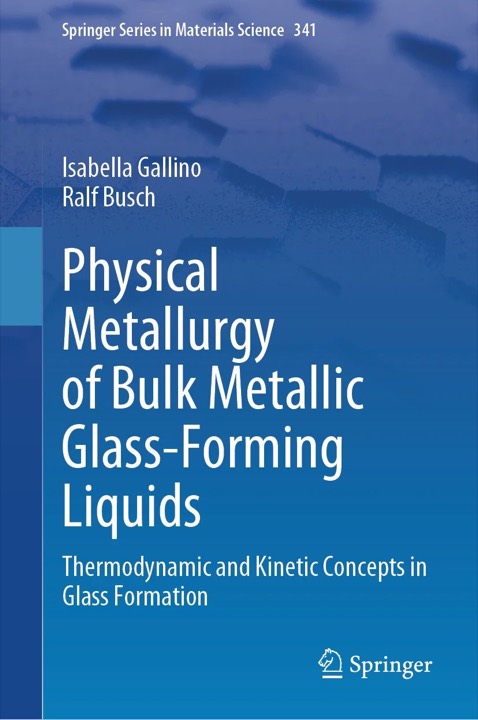 Springer Series in Materials Science 341
Isabella Gallino
Ralf Busch
Physical
Metallurgy
of Bulk Metallic
Glass-Forming
Liquids
Thermodynamic and Kinetic Concepts in
Glass Formation
Springer